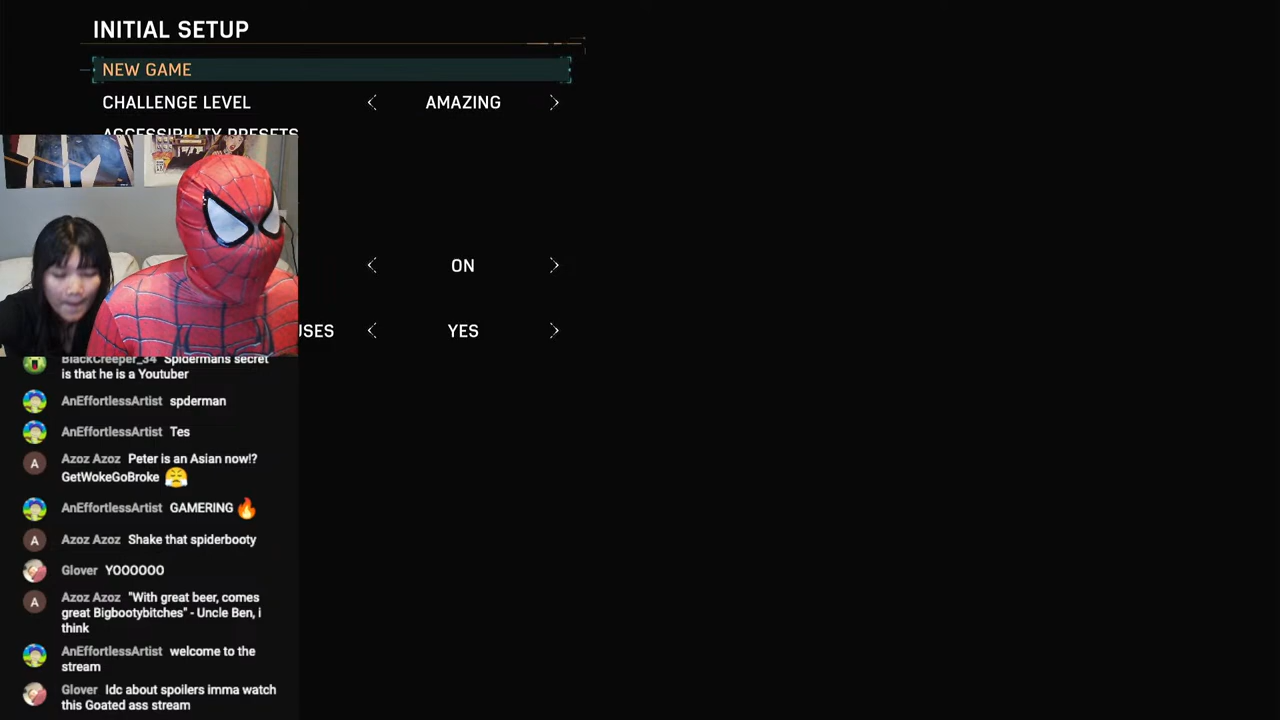 INITIAL SETUP
NEW GAME
CHALLENGE LEVEL AMAZING
ACCESSIBILITY PRESETS
ON
USES YES
BlackCreeper_34 Spidermans secret
is that he is a Youtuber
AnEffortlessArtist spderman
AnEffortlessArtist Tes
A Azoz Azoz Peter is an Asian now!?
GetWokeGoBroke 😤
AnEffortlessArtist GAMERING 🔥
A Azoz Azoz Shake that spiderbooty
Glover YOOOOOO
A Azoz Azoz "With great beer, comes
great Bigbootybitches" - Uncle Ben, i
think
AnEffortlessArtist welcome to the
stream
Glover Idc about spoilers imma watch
this Goated ass stream